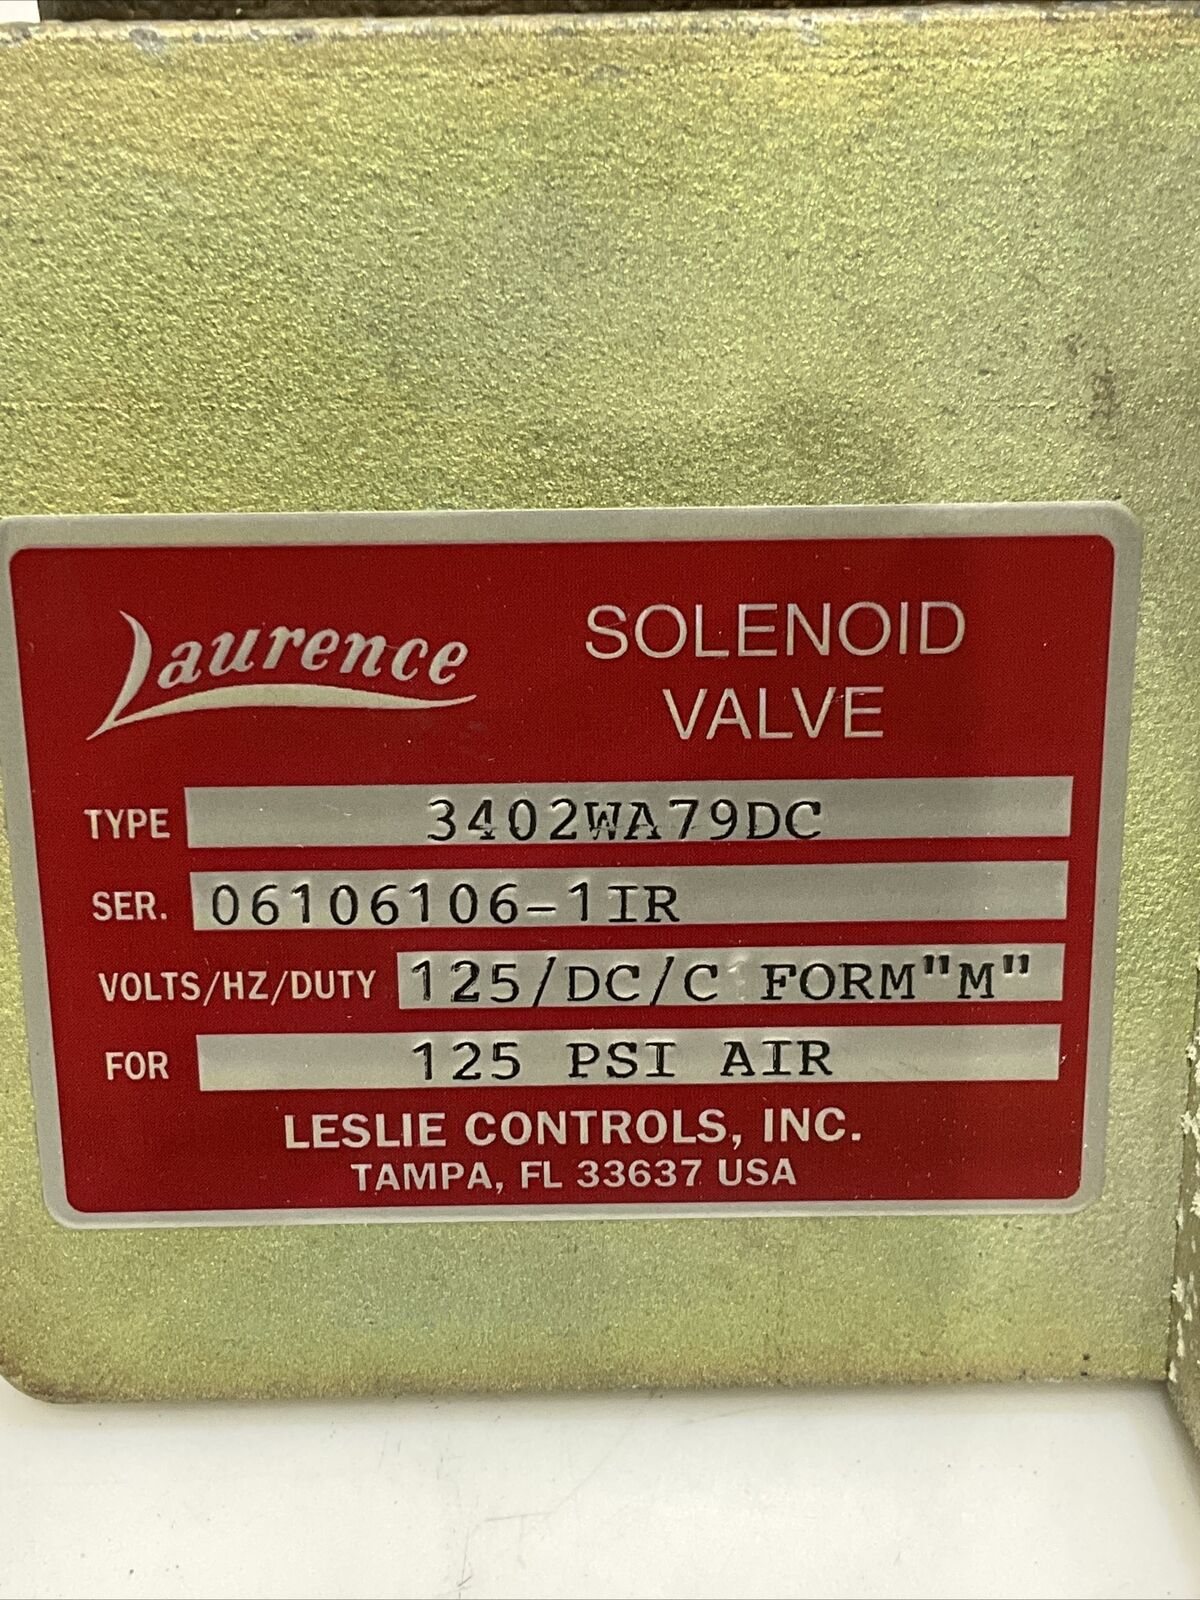 Laurence
SOLENOID
VALVE
TYPE 3402WA79DC
SER. 06106106-1IR
VOLTS/HZ/DUTY 125/DC/C FORM"M"
FOR 125 PSI AIR
LESLIE CONTROLS, INC.
TAMPA, FL 33637 USA